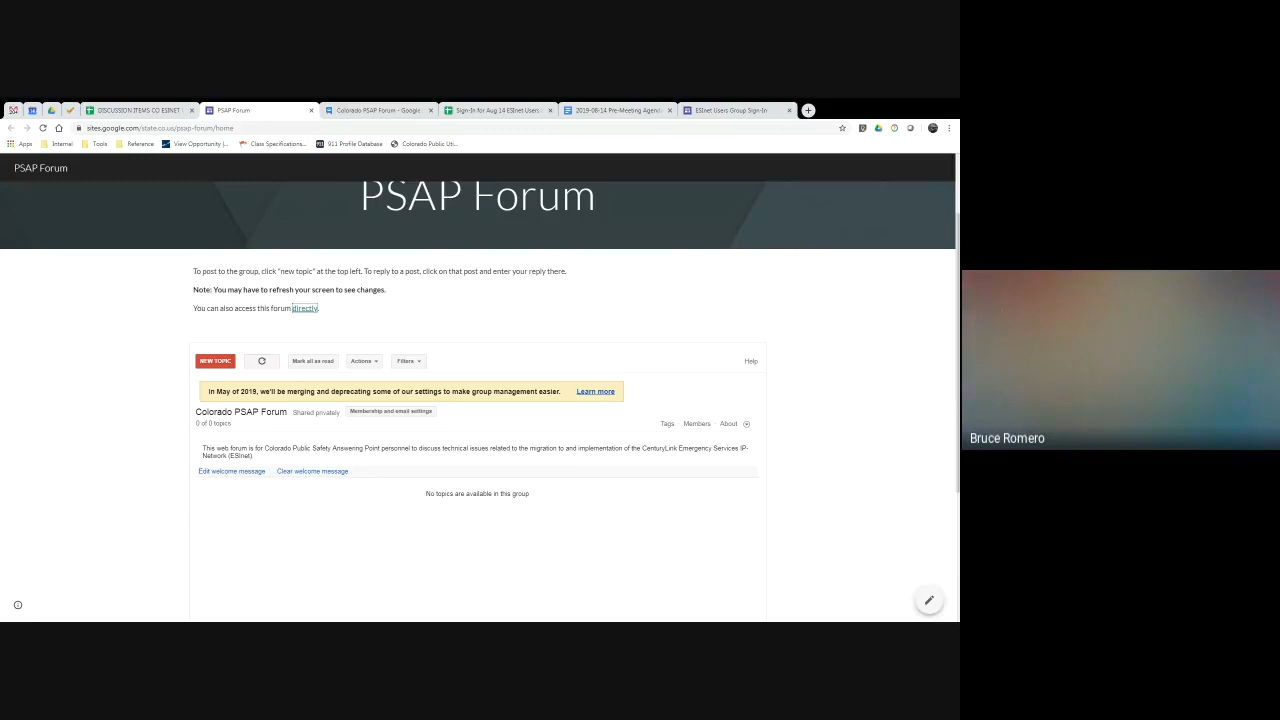 DISCUSSION ITEMS CO ESINET
PSAP Forum
Colorado PSAP Forum - Google
Sign-In for Aug 14 ESInet Users
2019-08-14 Pre-Meeting Agenda
ESInet Users Group Sign-In
sites.google.com/state.co.us/psap-forum/home
Apps
Internal
Tools
Reference
View Opportunity |...
Class Specifications...
911 Profile Database
Colorado Public Uti...
PSAP Forum
PSAP Forum
To post to the group, click "new topic" at the top left. To reply to a post, click on that post and enter your reply there.
Note: You may have to refresh your screen to see changes.
You can also access this forum directly.
NEW TOPIC
Mark all as read
Actions
Filters
Help
In May of 2019, we'll be merging and deprecating some of our settings to make group management easier. Learn more
Colorado PSAP Forum Shared privately Membership and email settings
0 of 0 topics
Tags · Members · About
This web forum is for Colorado Public Safety Answering Point personnel to discuss technical issues related to the migration to and implementation of the CenturyLink Emergency Services IP-
Network (ESInet)
Edit welcome message Clear welcome message
No topics are available in this group
Bruce Romero